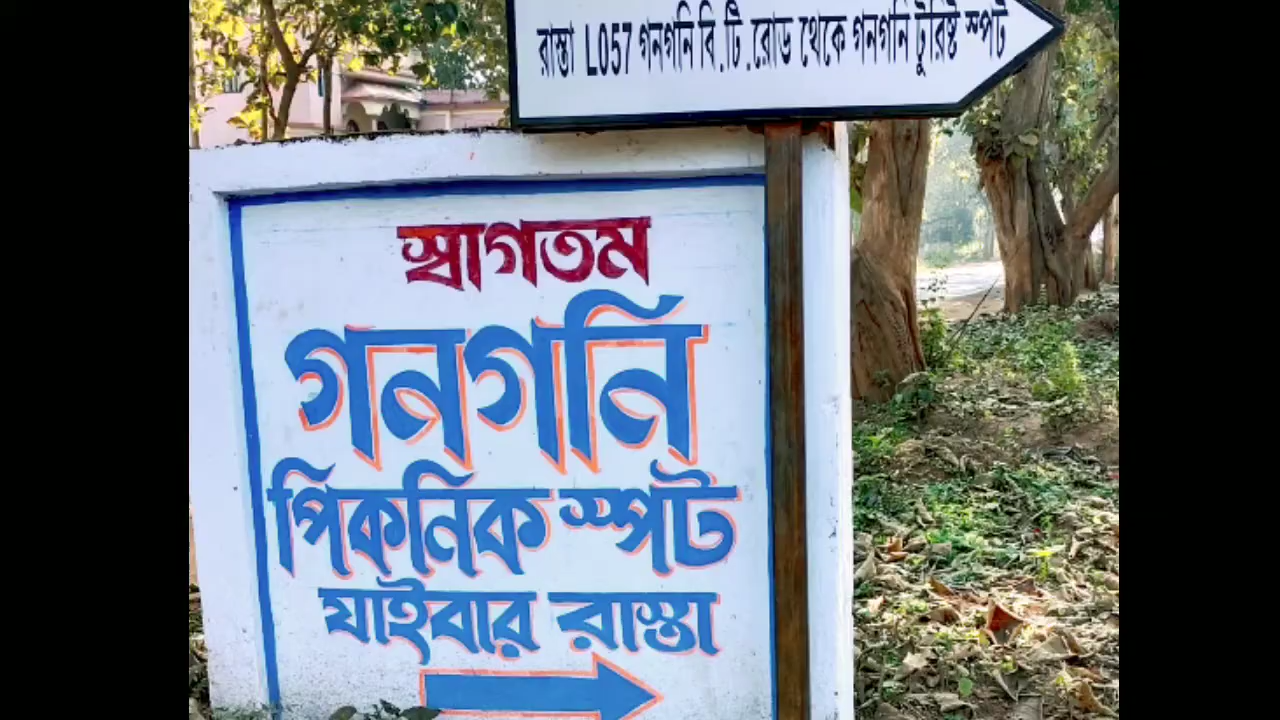 রাস্তা L057 গনগনি বি.টি.রোড থেকে গনগনি টুরিষ্ট স্পট
স্বাগতম
গনগনি
পিকনিক স্পট
যাইবার রাস্তা